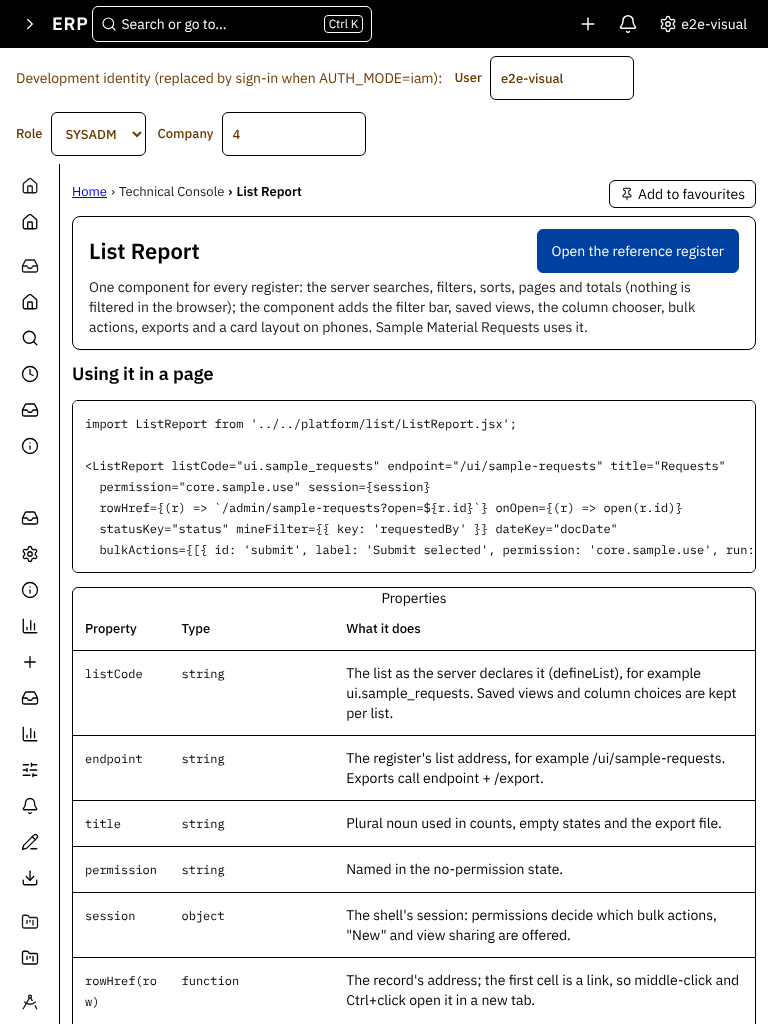 ERP
Search or go to...
Ctrl K
e2e-visual
Development identity (replaced by sign-in when AUTH_MODE=iam):
User
e2e-visual
Role
SYSADM
Company
4
Home › Technical Console › List Report
Add to favourites
List Report
Open the reference register
One component for every register: the server searches, filters, sorts, pages and totals (nothing is
filtered in the browser); the component adds the filter bar, saved views, the column chooser, bulk
actions, exports and a card layout on phones. Sample Material Requests uses it.
Using it in a page
import ListReport from '../../platform/list/ListReport.jsx';
<ListReport listCode="ui.sample_requests" endpoint="/ui/sample-requests" title="Requests"
permission="core.sample.use" session={session}
rowHref={(r) => `/admin/sample-requests?open=${r.id}`} onOpen={(r) => open(r.id)}
statusKey="status" mineFilter={{ key: 'requestedBy' }} dateKey="docDate"
bulkActions={[{ id: 'submit', label: 'Submit selected', permission: 'core.sample.use', run:
Properties
Property Type What it does
listCode string The list as the server declares it (defineList), for example
ui.sample_requests. Saved views and column choices are kept
per list.
endpoint string The register's list address, for example /ui/sample-requests.
Exports call endpoint + /export.
title string Plural noun used in counts, empty states and the export file.
permission string Named in the no-permission state.
session object The shell's session: permissions decide which bulk actions,
"New" and view sharing are offered.
rowHref(ro function The record's address; the first cell is a link, so middle-click and
w) Ctrl+click open it in a new tab.